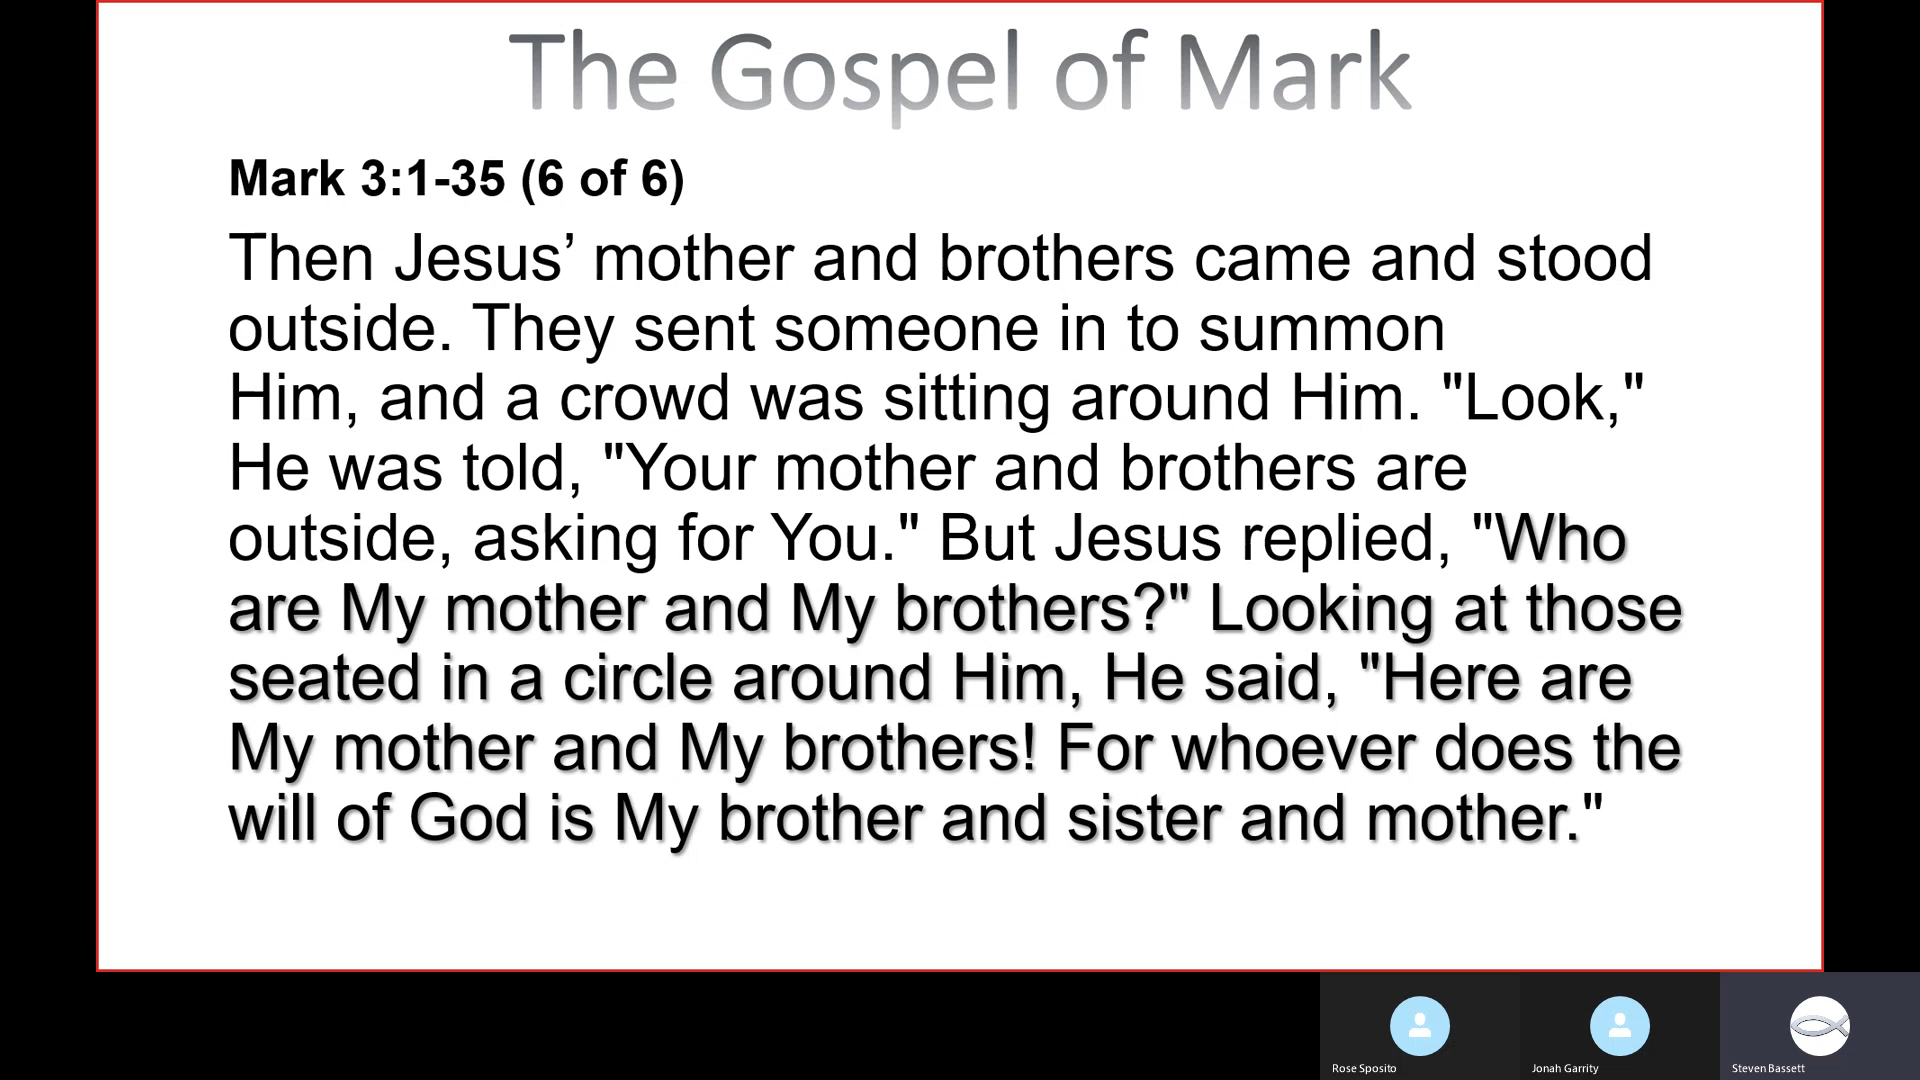 The Gospel of Mark
Mark 3:1-35 (6 of 6)
Then Jesus’ mother and brothers came and stood
outside. They sent someone in to summon
Him, and a crowd was sitting around Him. "Look,"
He was told, "Your mother and brothers are
outside, asking for You." But Jesus replied, "Who
are My mother and My brothers?" Looking at those
seated in a circle around Him, He said, "Here are
My mother and My brothers! For whoever does the
will of God is My brother and sister and mother."
Rose Sposito
Jonah Garrity
Steven Bassett